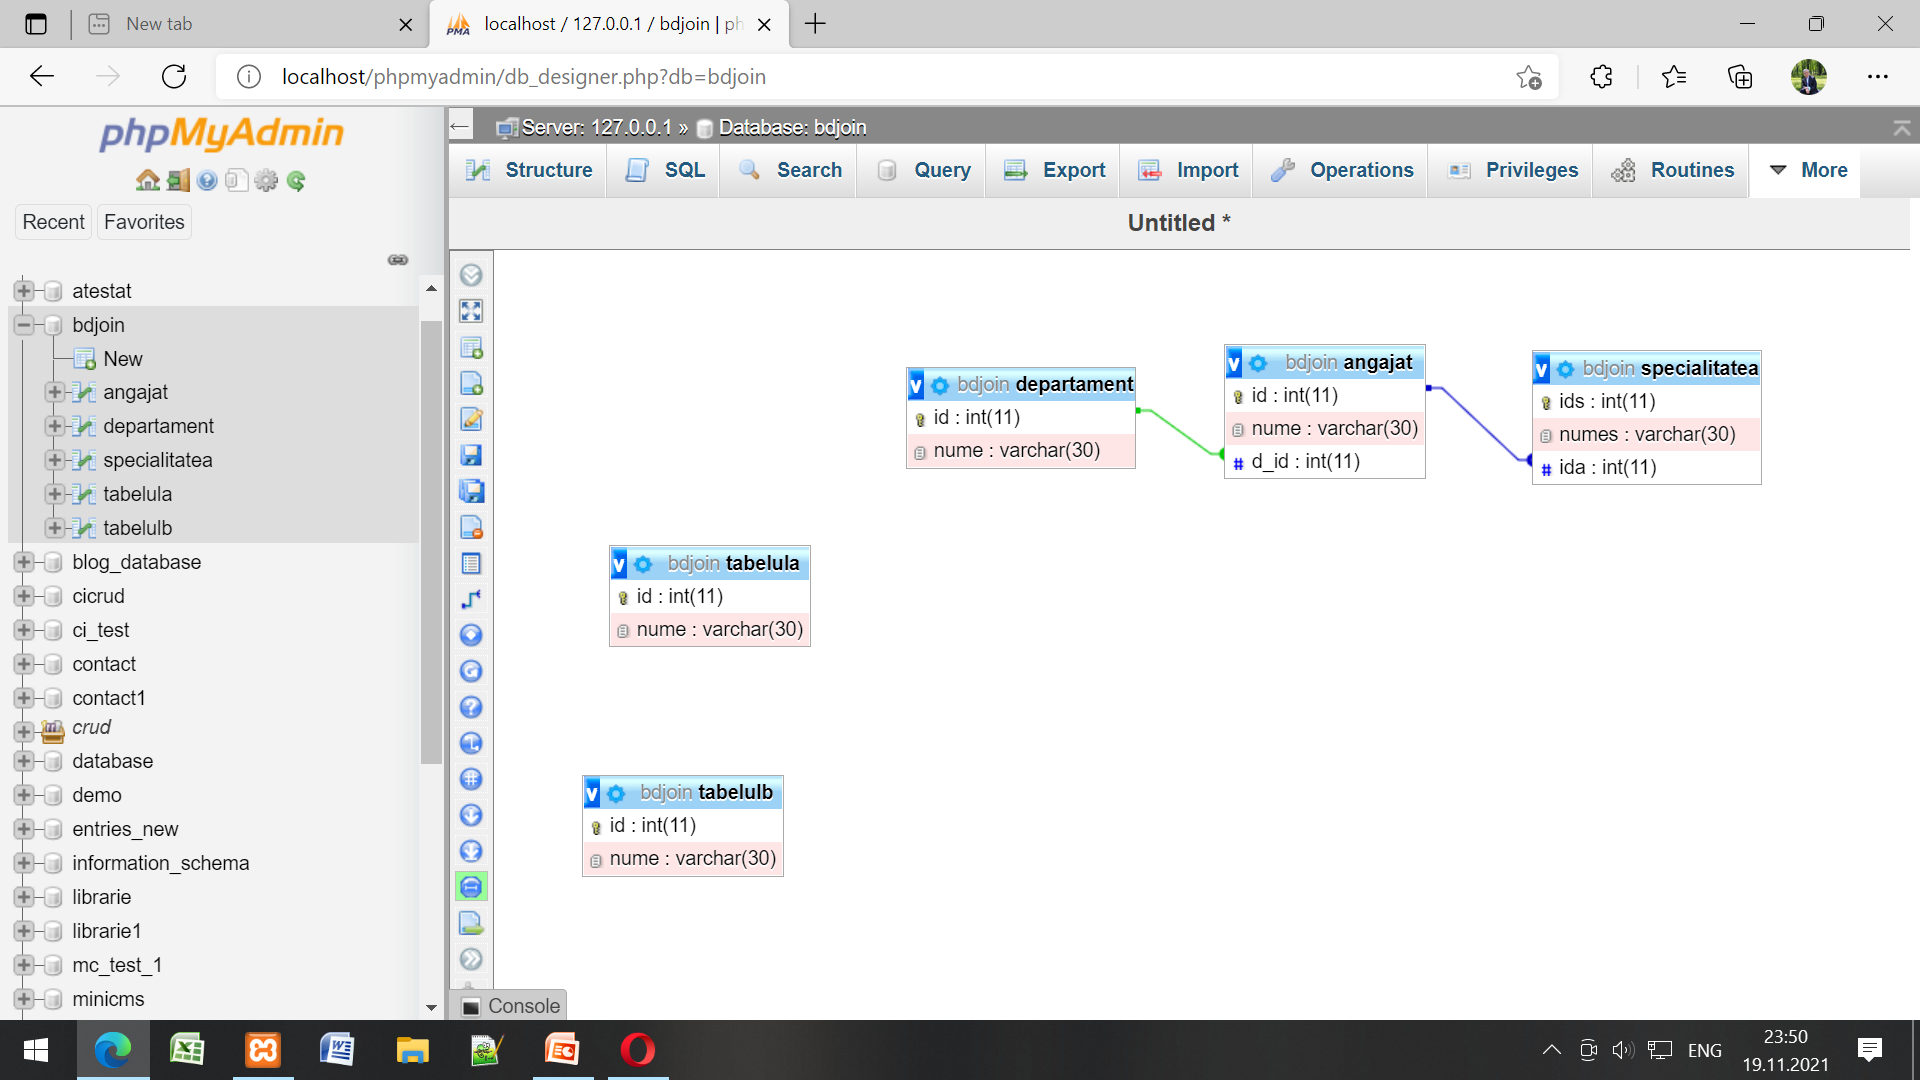 New tab
localhost / 127.0.0.1 / bdjoin | ph
localhost/phpmyadmin/db_designer.php?db=bdjoin
phpMyAdmin
Recent
Favorites
atestat
bdjoin
New
angajat
departament
specialitatea
tabelula
tabelulb
blog_database
cicrud
ci_test
contact
contact1
crud
database
demo
entries_new
information_schema
librarie
librarie1
mc_test_1
minicms
Server: 127.0.0.1 » Database: bdjoin
Structure
SQL
Search
Query
Export
Import
Operations
Privileges
Routines
More
Untitled *
v bdjoin departament
id : int(11)
nume : varchar(30)
v bdjoin angajat
id : int(11)
nume : varchar(30)
# d_id : int(11)
v bdjoin specialitatea
ids : int(11)
numes : varchar(30)
# ida : int(11)
v bdjoin tabelula
id : int(11)
nume : varchar(30)
v bdjoin tabelulb
id : int(11)
nume : varchar(30)
Console
ENG
23:50
19.11.2021